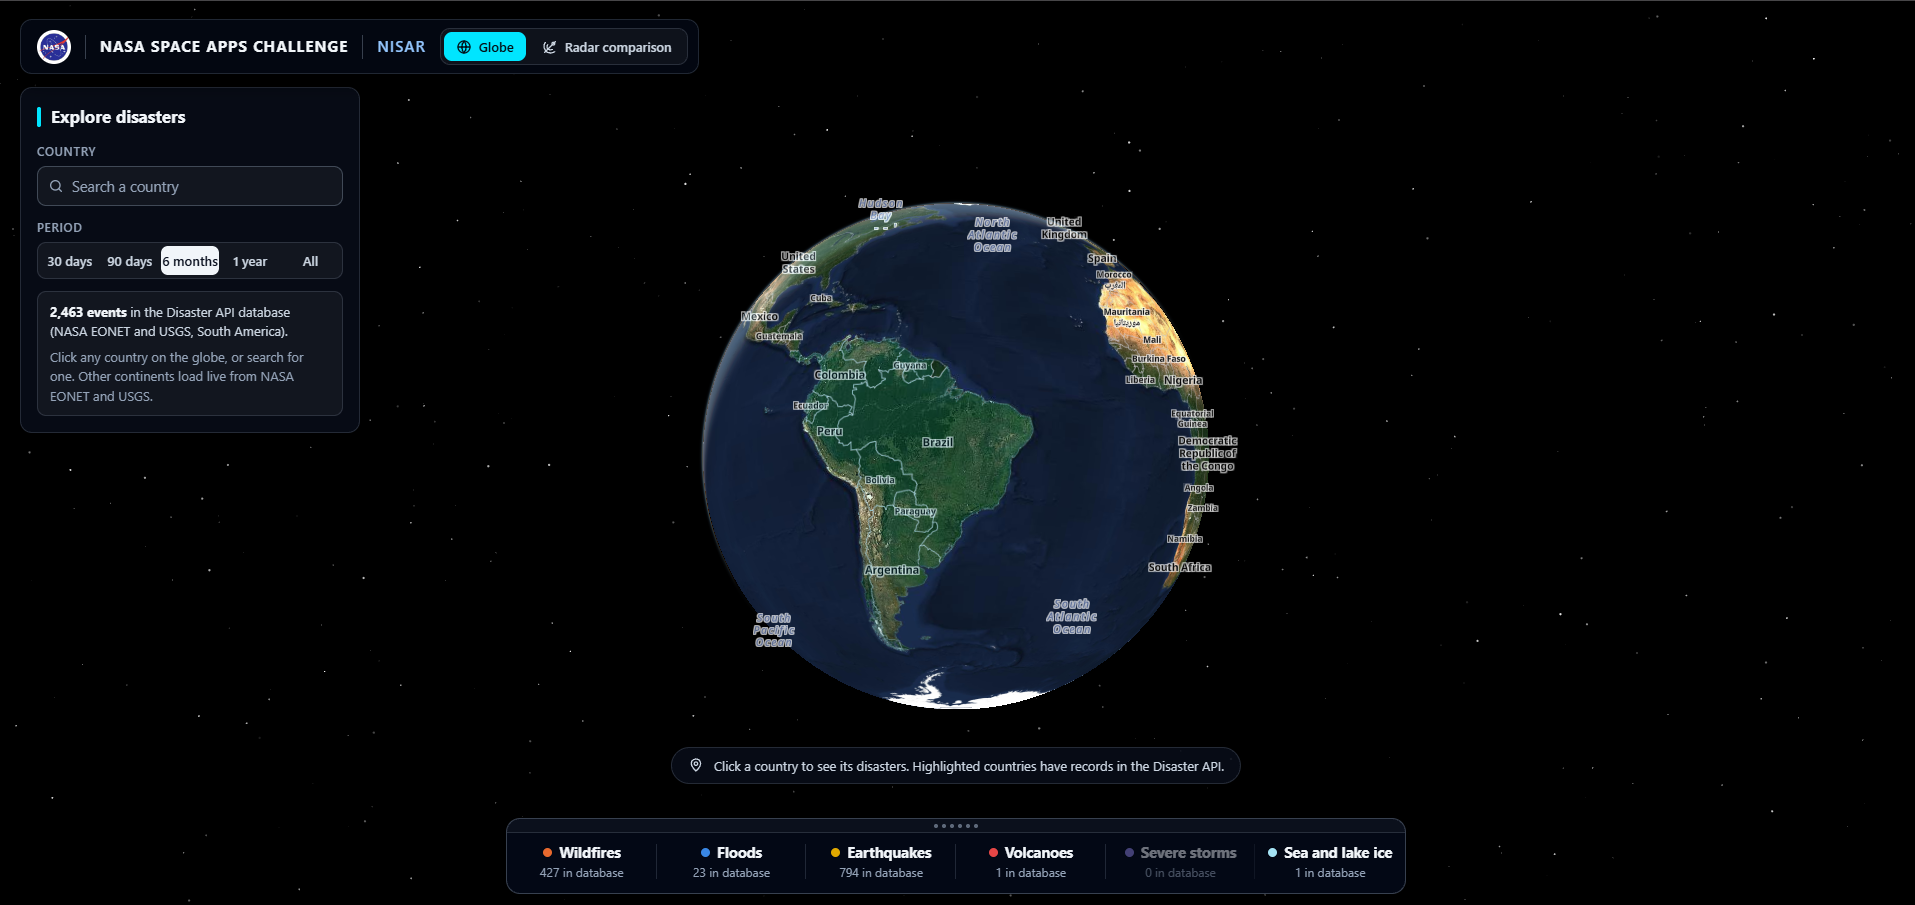 NASA
NASA SPACE APPS CHALLENGE
NISAR
Globe
Radar comparison
Explore disasters
COUNTRY
Search a country
PERIOD
30 days
90 days
6 months
1 year
All
2,463 events in the Disaster API database
(NASA EONET and USGS, South America).
Click any country on the globe, or search for
one. Other continents load live from NASA
EONET and USGS.
Hudson
Bay
North
Atlantic
Ocean
United
Kingdom
United
States
Spain
Morocco
المغرب
Cuba
Mexico
Mauritania
موريتانيا
Guatemala
Mali
Burkina Faso
Guyana
Colombia
Liberia
Nigeria
Ecuador
Equatorial
Guinea
Peru
Brazil
Democratic
Republic of
the Congo
Bolivia
Angola
Paraguay
Zambia
Namibia
Argentina
South Africa
South
Pacific
Ocean
South
Atlantic
Ocean
Click a country to see its disasters. Highlighted countries have records in the Disaster API.
Wildfires
427 in database
Floods
23 in database
Earthquakes
794 in database
Volcanoes
1 in database
Severe storms
0 in database
Sea and lake ice
1 in database